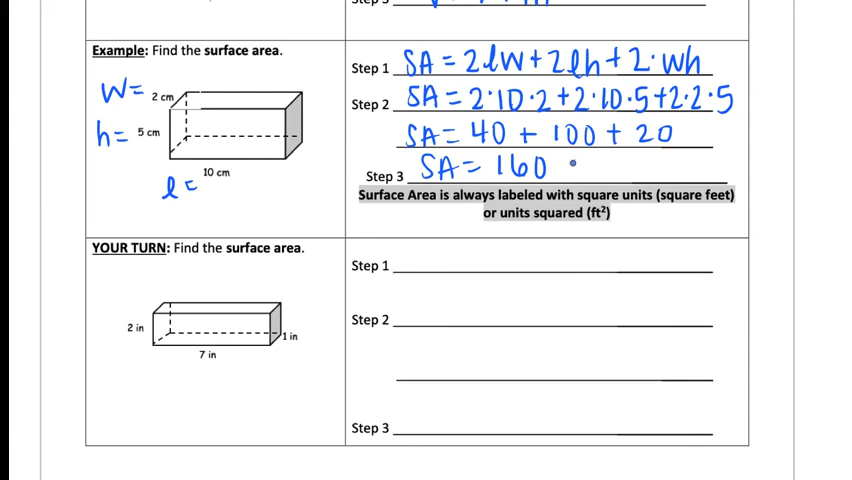 Example: Find the surface area.
W= 2 cm
h= 5 cm
10 cm
l=
Step 1 SA = 2lW + 2lh + 2·Wh
Step 2 SA = 2·10·2 + 2·10·5 + 2·2·5
SA = 40 + 100 + 20
Step 3 SA = 160
Surface Area is always labeled with square units (square feet)
or units squared (ft²)
YOUR TURN: Find the surface area.
2 in
1 in
7 in
Step 1
Step 2
Step 3